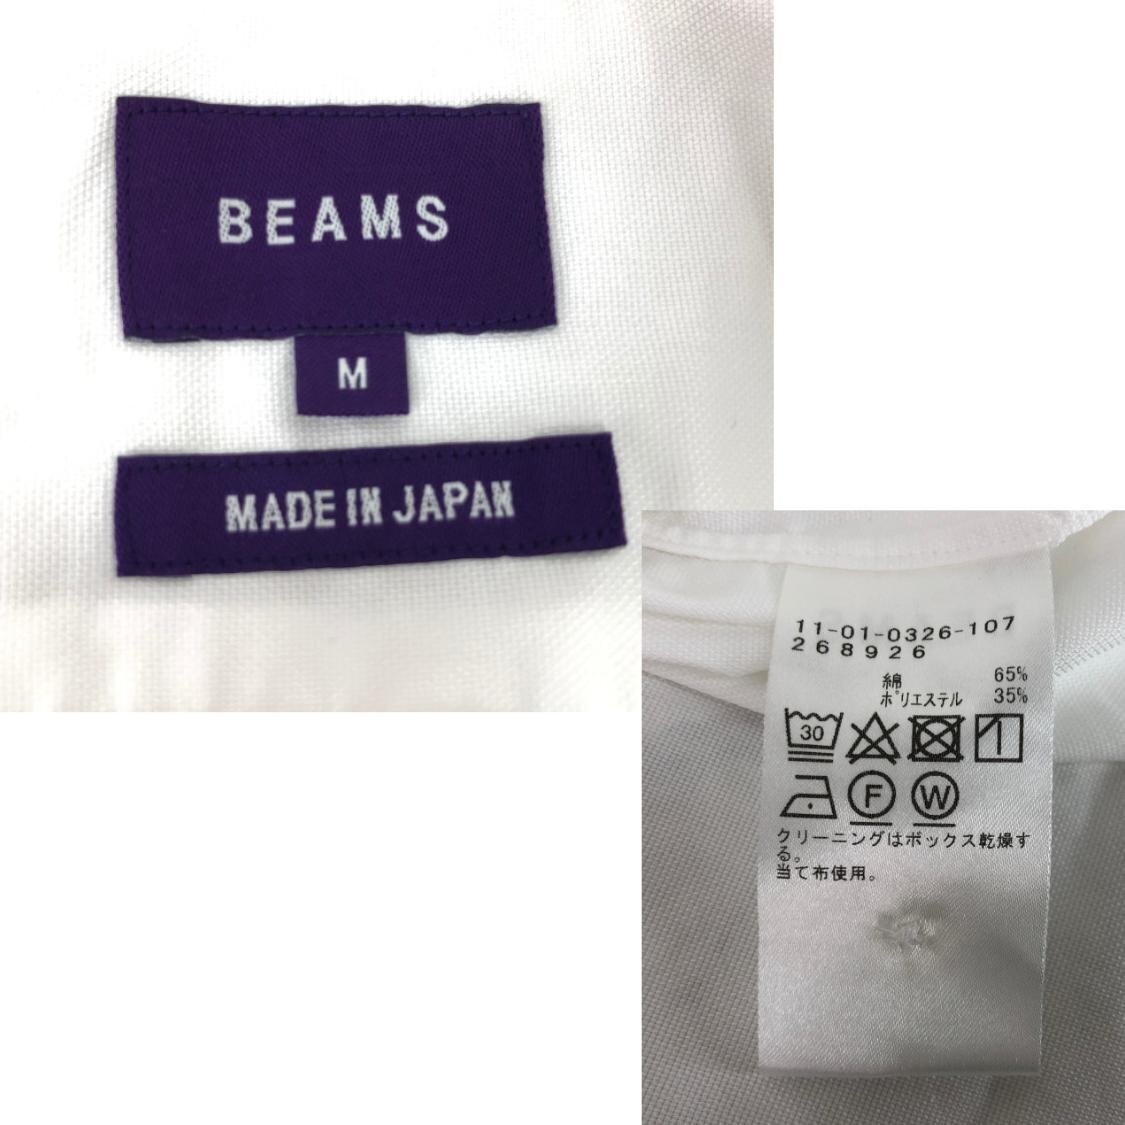 BEAMS
M
MADE IN JAPAN
11-01-0326-107
268926
綿 65%
ポリエステル 35%
30
F W
クリーニングはボックス乾燥す
る。
当て布使用。